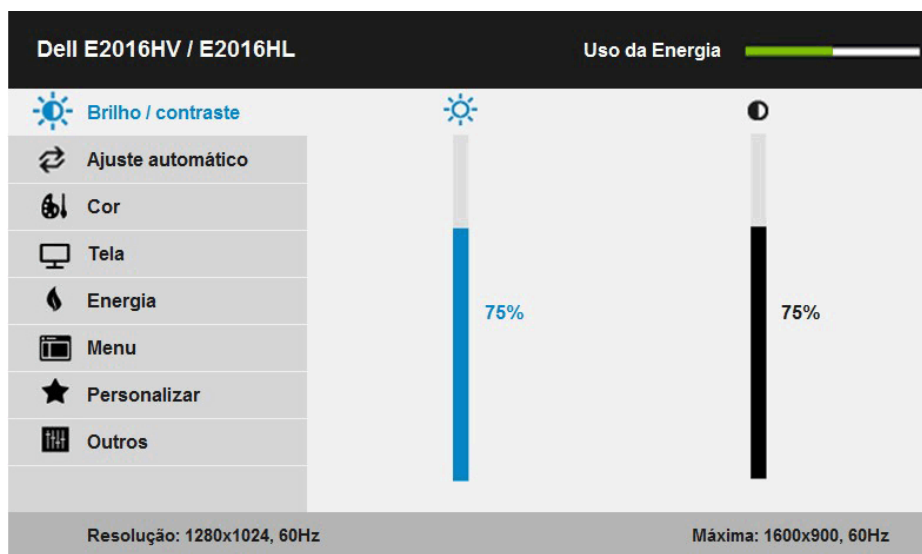 Dell E2016HV / E2016HL
Uso da Energia
Brilho / contraste
Ajuste automático
Cor
Tela
Energia
Menu
Personalizar
Outros
75%
75%
Resolução: 1280x1024, 60Hz
Máxima: 1600x900, 60Hz